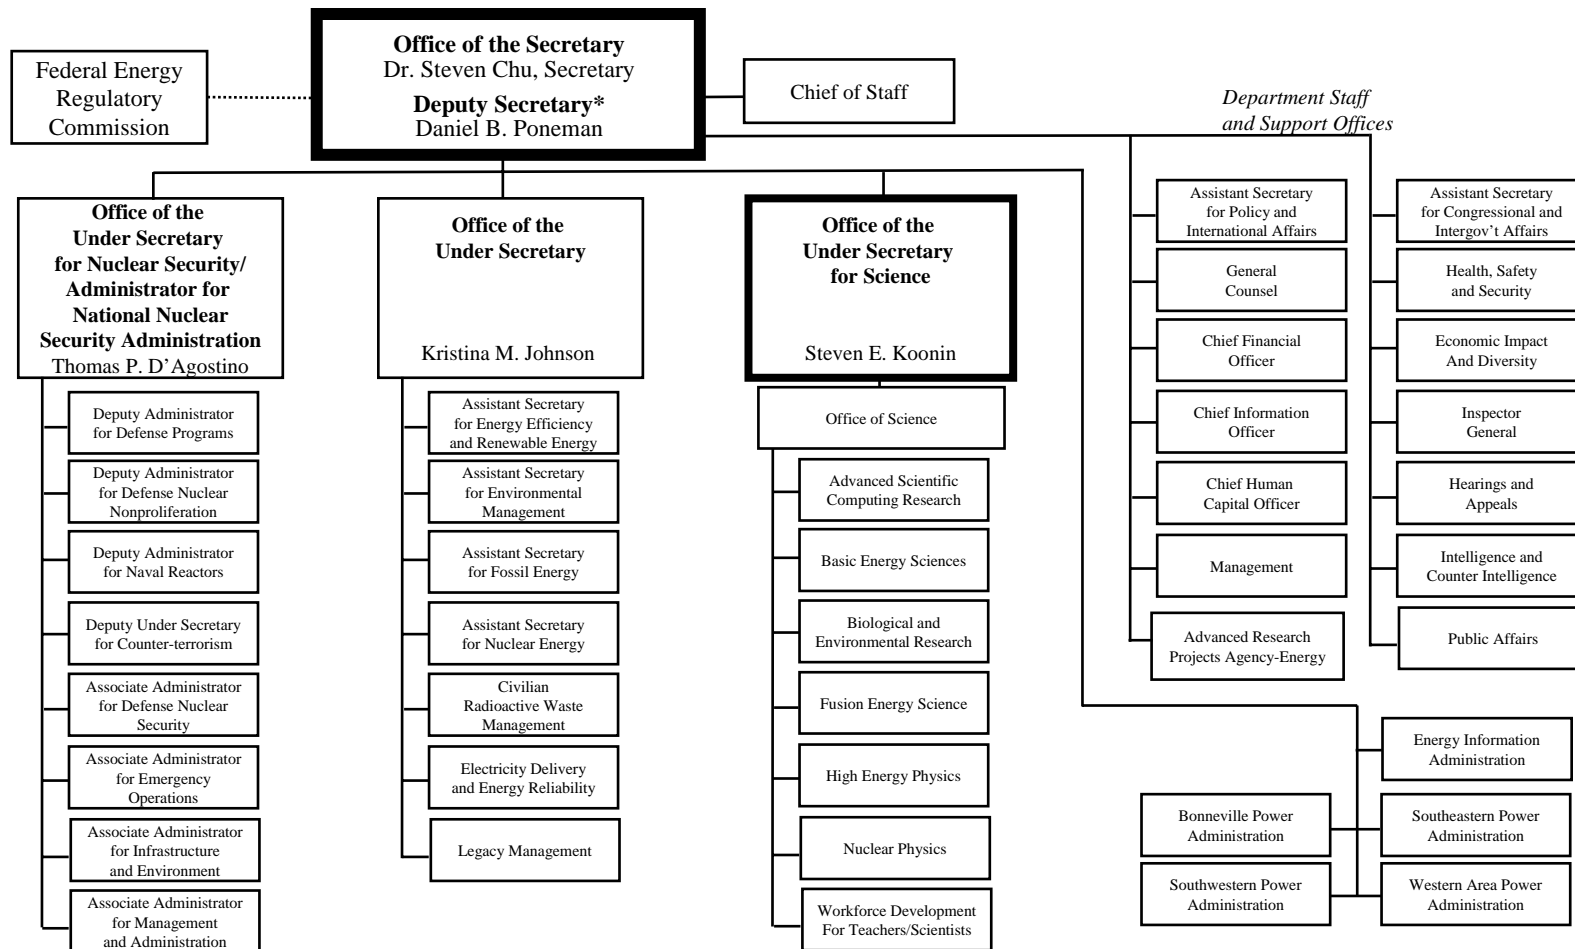 Office of the Secretary
Dr. Steven Chu, Secretary
Deputy Secretary*
Daniel B. Poneman
Federal Energy
Regulatory
Commission
Chief of Staff
Department Staff
and Support Offices
Office of the
Under Secretary
for Nuclear Security/
Administrator for
National Nuclear
Security Administration
Thomas P. D’Agostino
Deputy Administrator
for Defense Programs
Deputy Administrator
for Defense Nuclear
Nonproliferation
Deputy Administrator
for Naval Reactors
Deputy Under Secretary
for Counter-terrorism
Associate Administrator
for Defense Nuclear
Security
Associate Administrator
for Emergency
Operations
Associate Administrator
for Infrastructure
and Environment
Associate Administrator
for Management
and Administration
Office of the
Under Secretary
Kristina M. Johnson
Assistant Secretary
for Energy Efficiency
and Renewable Energy
Assistant Secretary
for Environmental
Management
Assistant Secretary
for Fossil Energy
Assistant Secretary
for Nuclear Energy
Civilian
Radioactive Waste
Management
Electricity Delivery
and Energy Reliability
Legacy Management
Office of the
Under Secretary
for Science
Steven E. Koonin
Office of Science
Advanced Scientific
Computing Research
Basic Energy Sciences
Biological and
Environmental Research
Fusion Energy Science
High Energy Physics
Nuclear Physics
Workforce Development
For Teachers/Scientists
Assistant Secretary
for Policy and
International Affairs
General
Counsel
Chief Financial
Officer
Chief Information
Officer
Chief Human
Capital Officer
Management
Advanced Research
Projects Agency-Energy
Assistant Secretary
for Congressional and
Intergov’t Affairs
Health, Safety
and Security
Economic Impact
And Diversity
Inspector
General
Hearings and
Appeals
Intelligence and
Counter Intelligence
Public Affairs
Energy Information
Administration
Bonneville Power
Administration
Southeastern Power
Administration
Southwestern Power
Administration
Western Area Power
Administration